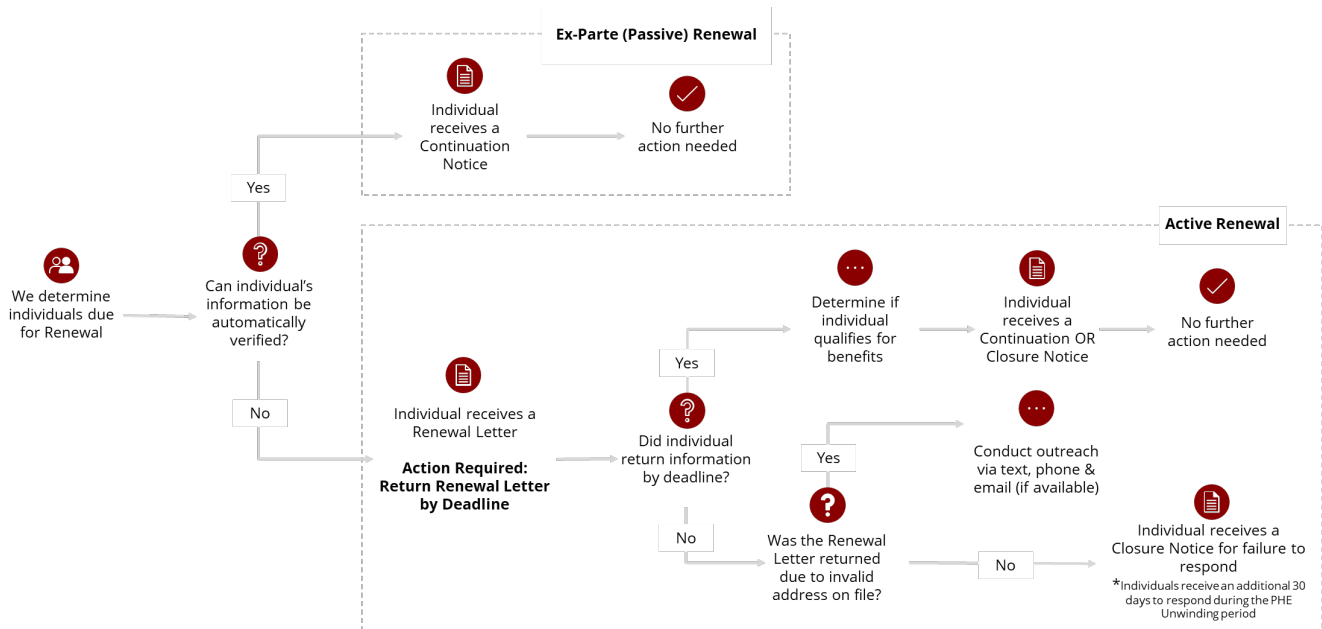 Ex-Parte (Passive) Renewal
Individual
receives a
Continuation
Notice
No further
action needed
Yes
We determine
individuals due
for Renewal
Can individual’s
information be
automatically
verified?
No
Active Renewal
Individual receives a
Renewal Letter
Action Required:
Return Renewal Letter
by Deadline
Did individual
return information
by deadline?
Yes
Determine if
individual
qualifies for
benefits
Individual
receives a
Continuation OR
Closure Notice
No further
action needed
No
Was the Renewal
Letter returned
due to invalid
address on file?
Yes
Conduct outreach
via text, phone &
email (if available)
No
Individual receives a
Closure Notice for failure to
respond
*Individuals receive an additional 30
days to respond during the PHE
Unwinding period